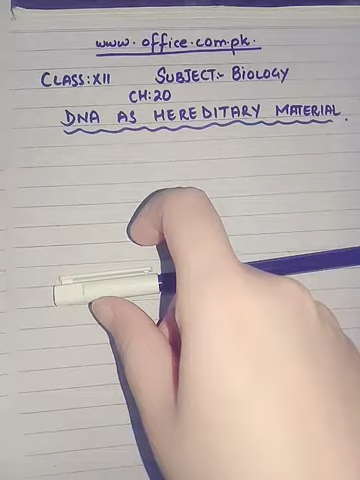 www.office.com.pk.
CLASS:XII SUBJECT:- BIOLOGY
CH:20
DNA AS HEREDITARY MATERIAL.